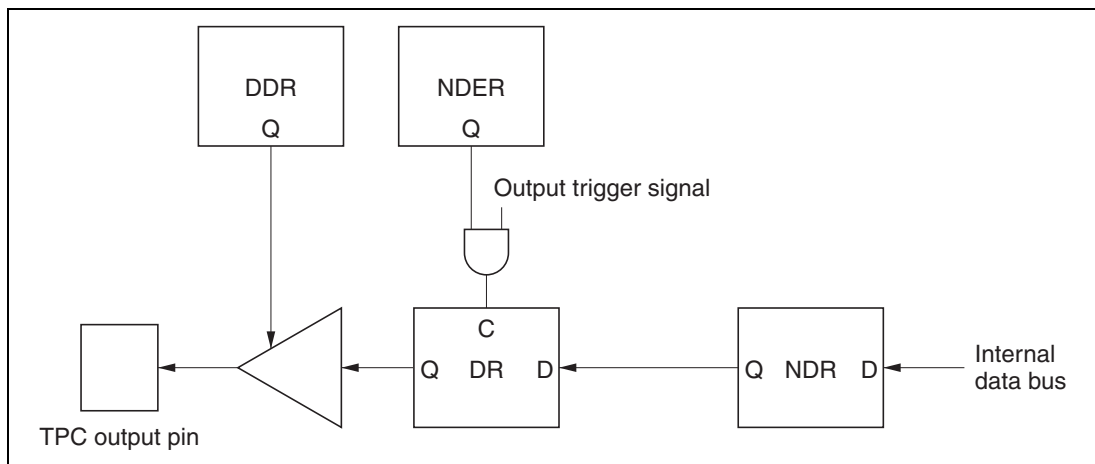 DDR
Q
NDER
Q
Output trigger signal
C
Q DR D
Q NDR D
Internal
data bus
TPC output pin